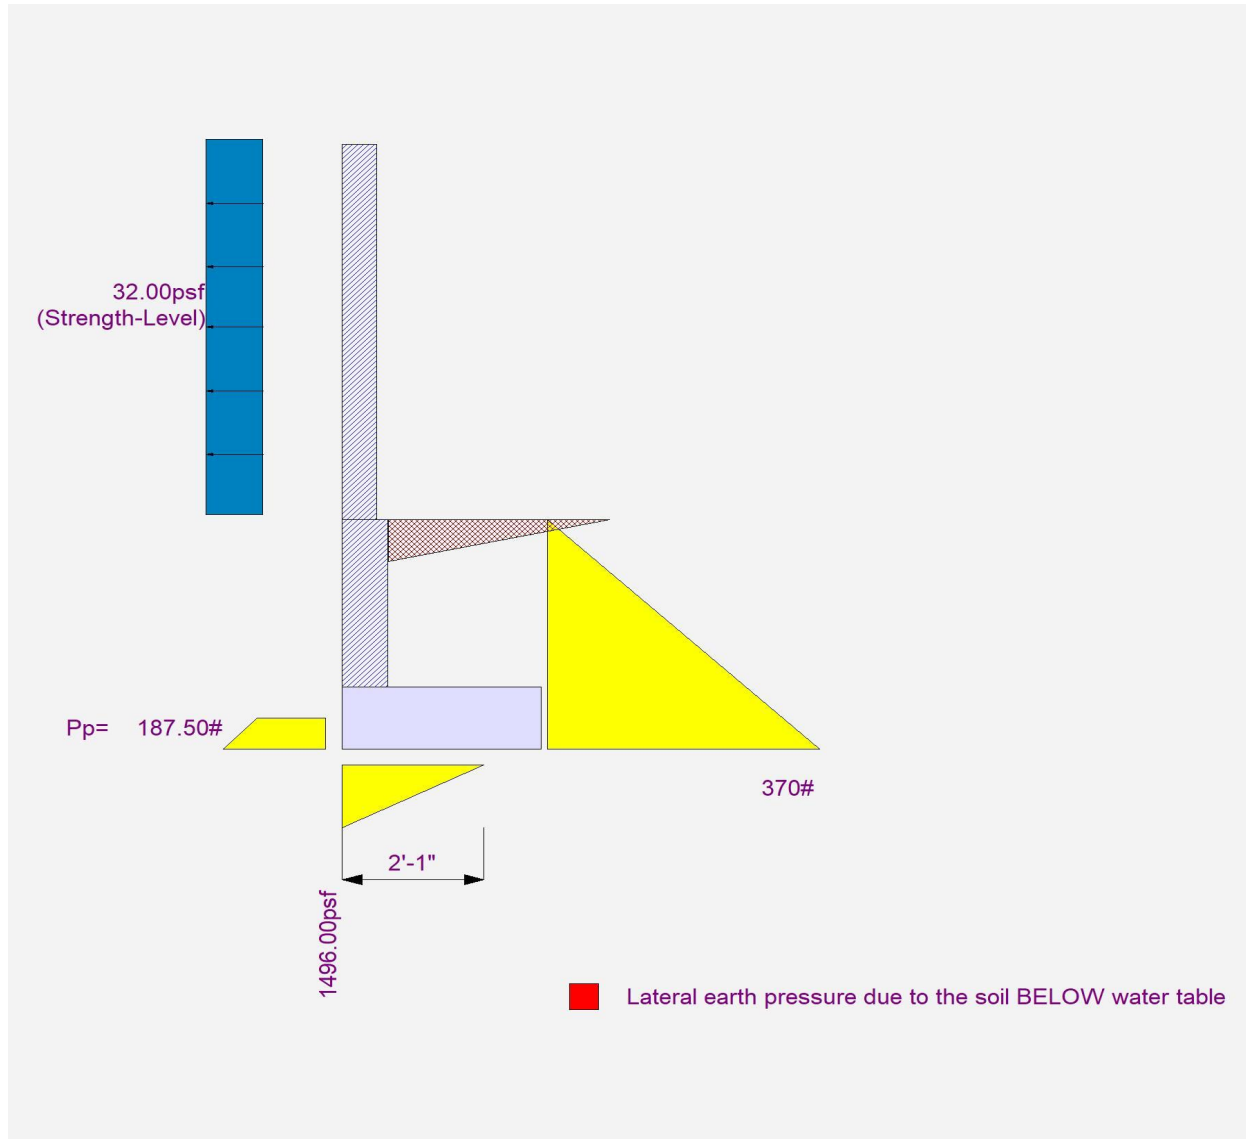 32.00psf
(Strength-Level)
Pp= 187.50#
370#
2'-1"
1496.00psf
Lateral earth pressure due to the soil BELOW water table